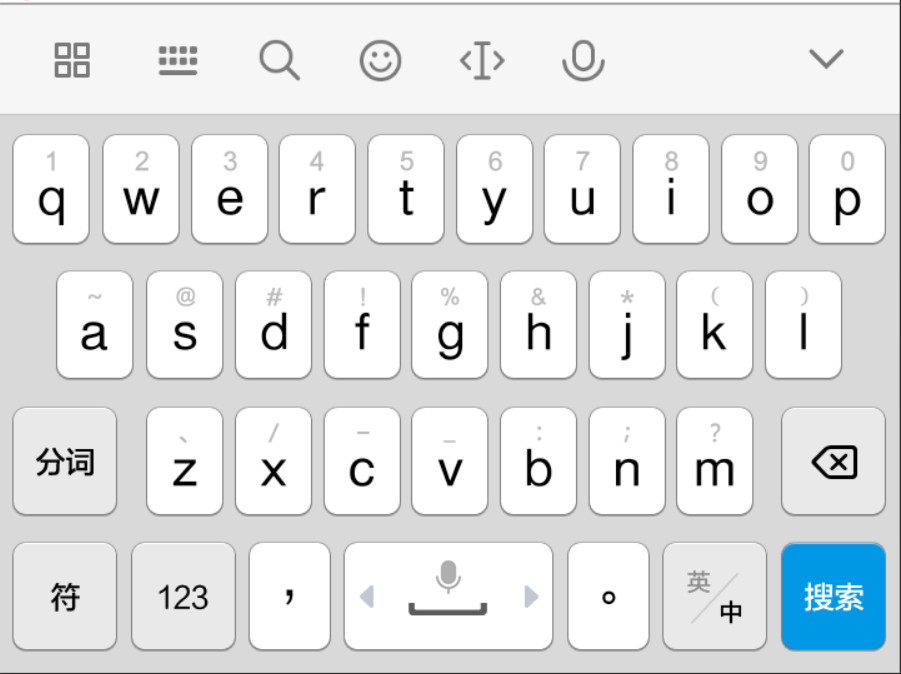 1 2 3 4 5 6 7 8 9 0
q w e r t y u i o p
~ @ # ! % & * ( )
a s d f g h j k l
、 / - _ : ; ?
分词 z x c v b n m
符 123 , 。 英/中 搜索